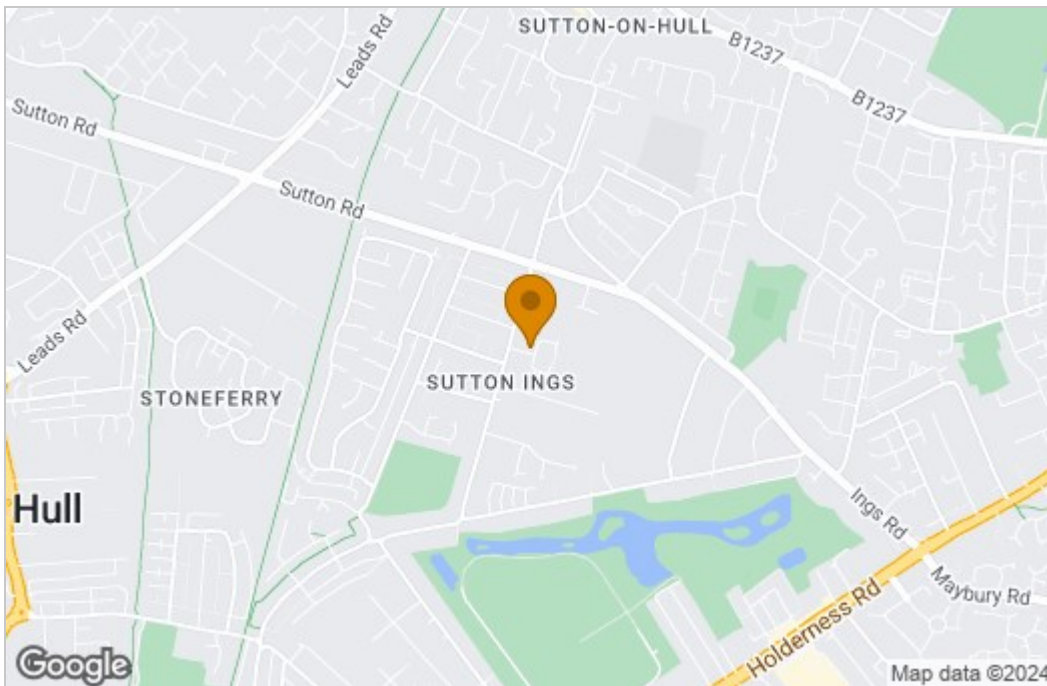 SUTTON-ON-HULL
B1237
B1237
Leads Rd
Sutton Rd
Sutton Rd
Leads Rd
STONEFERRY
SUTTON INGS
Hull
Ings Rd
Maybury Rd
Holderness Rd
Google
Map data ©2024